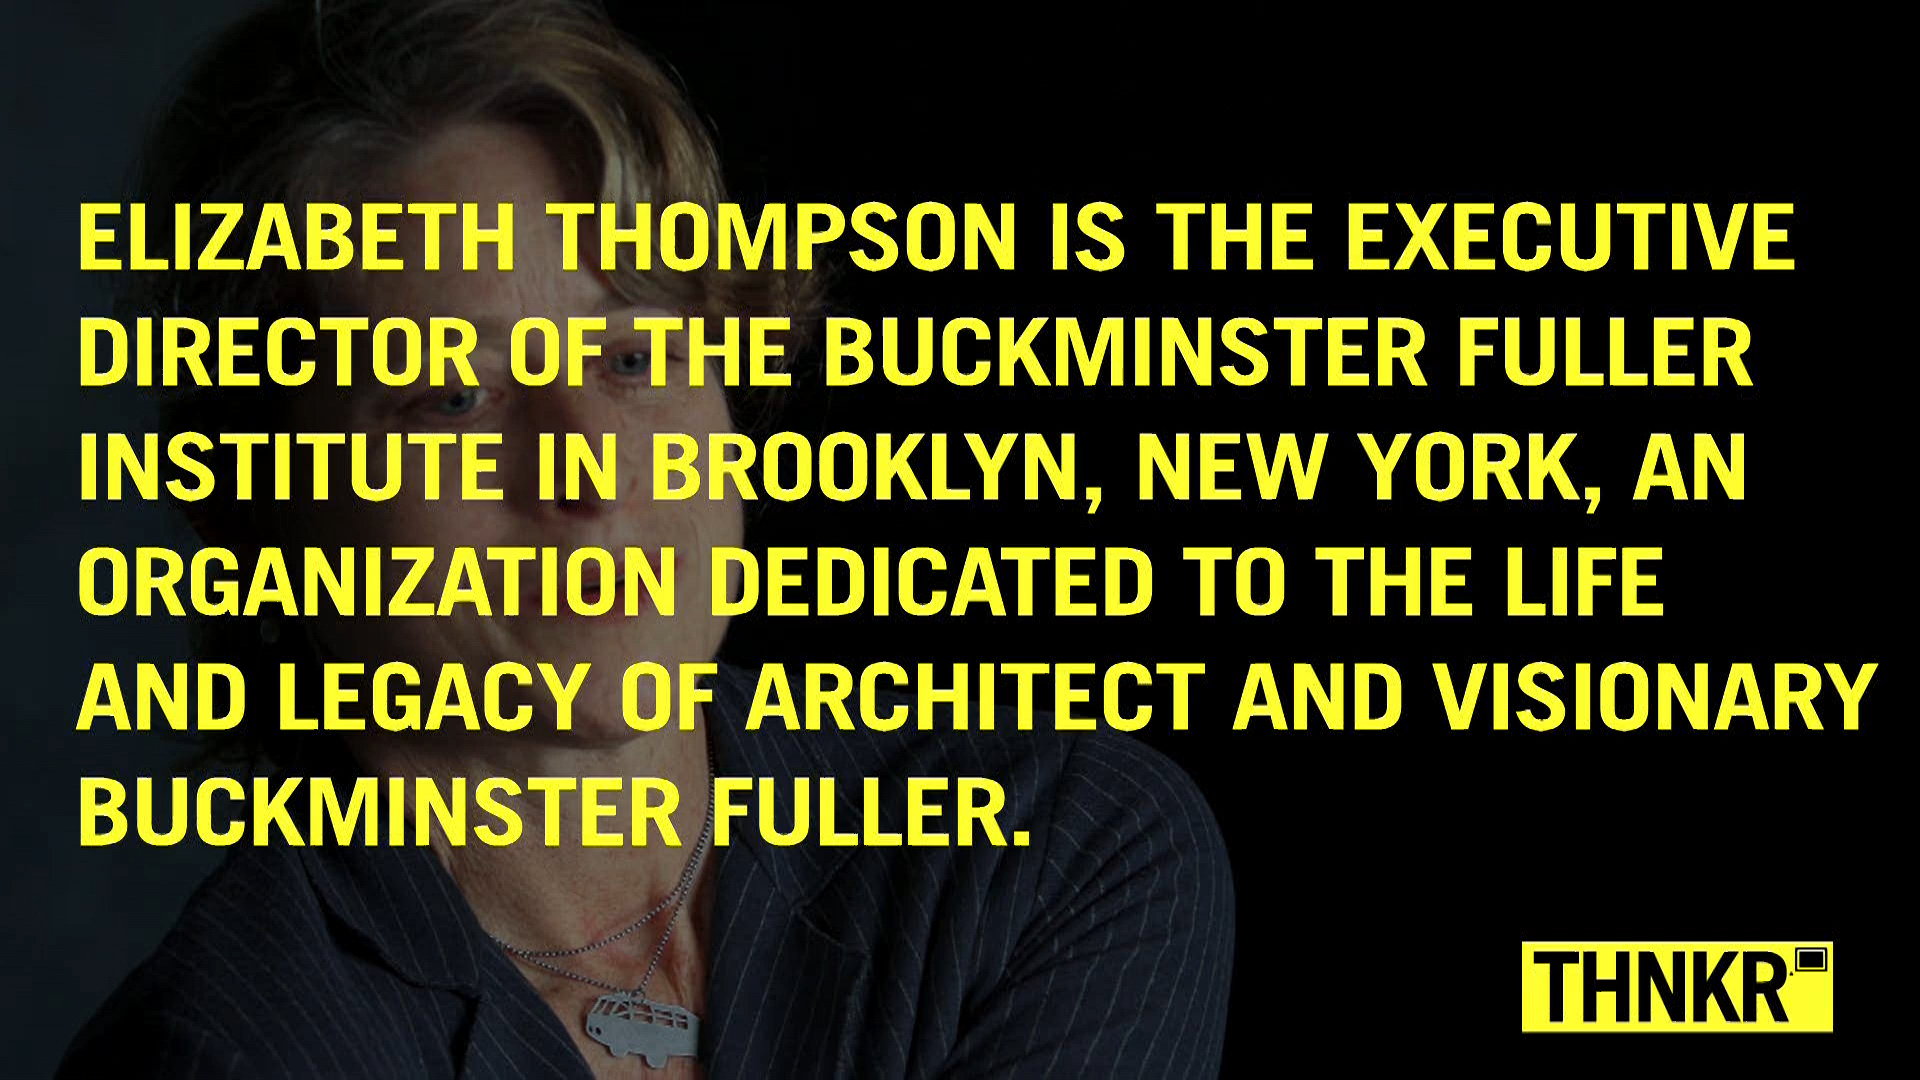 ELIZABETH THOMPSON IS THE EXECUTIVE
DIRECTOR OF THE BUCKMINSTER FULLER
INSTITUTE IN BROOKLYN, NEW YORK, AN
ORGANIZATION DEDICATED TO THE LIFE
AND LEGACY OF ARCHITECT AND VISIONARY
BUCKMINSTER FULLER.
THNKR